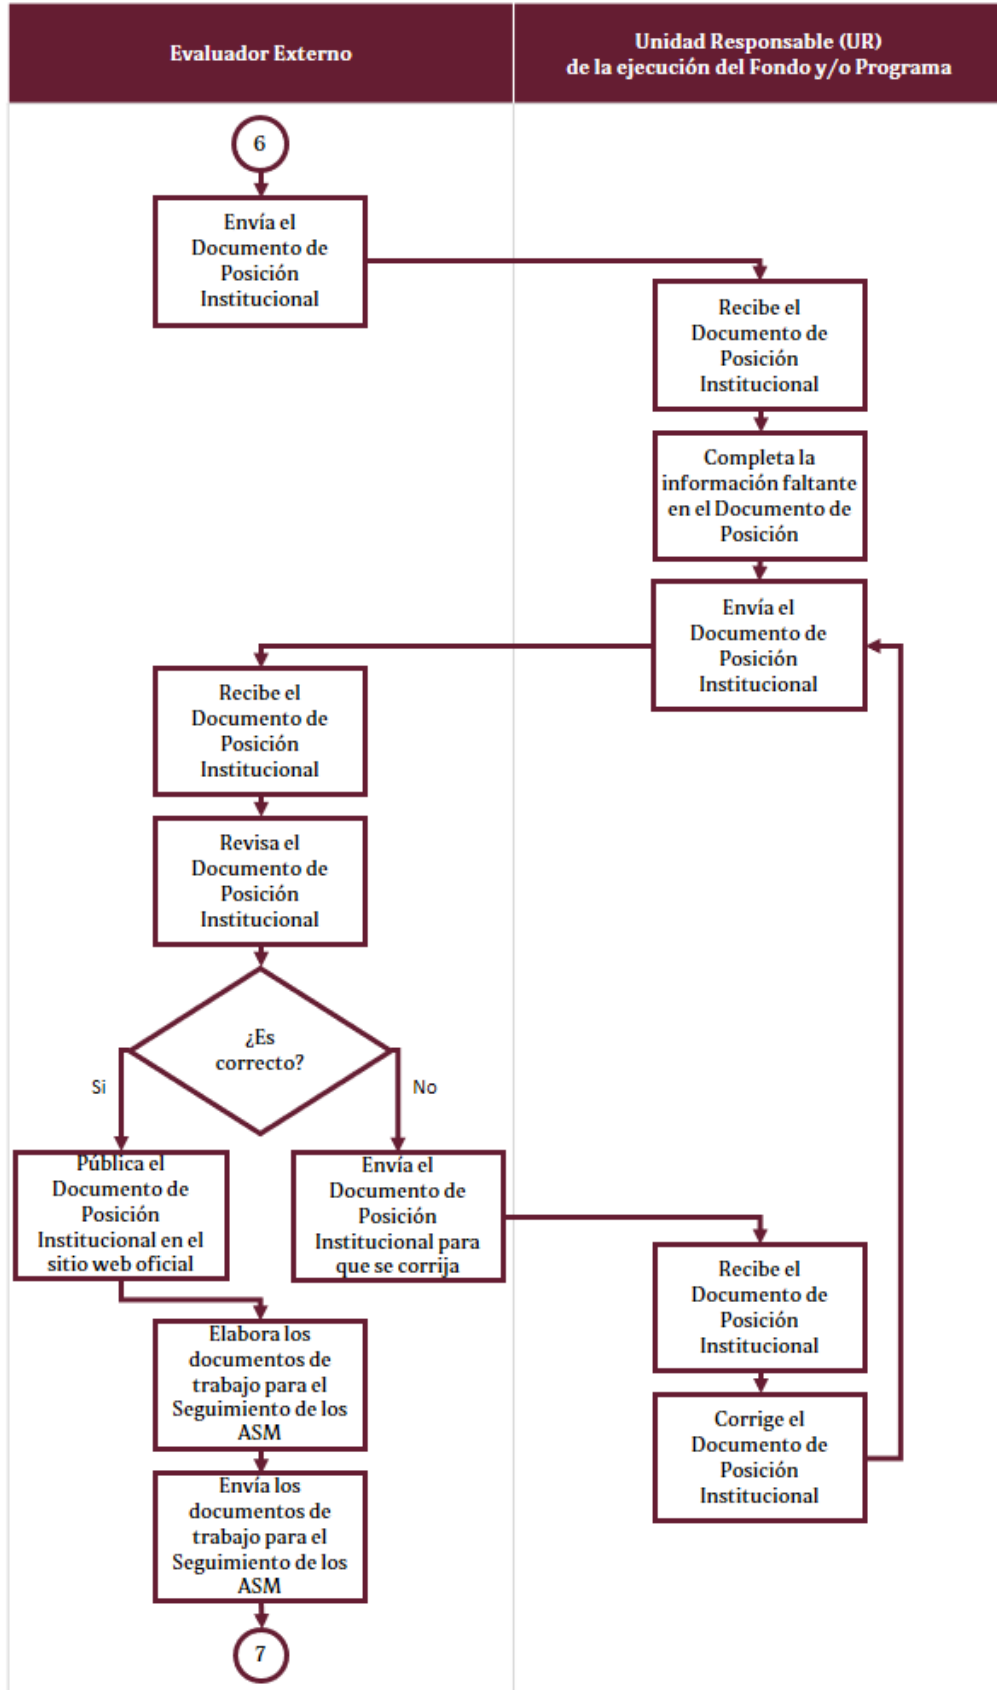 Evaluador Externo
Unidad Responsable (UR)
de la ejecución del Fondo y/o Programa
6
Envía el
Documento de
Posición
Institucional
Recibe el
Documento de
Posición
Institucional
Completa la
información faltante
en el Documento de
Posición
Envía el
Documento de
Posición
Institucional
Recibe el
Documento de
Posición
Institucional
Revisa el
Documento de
Posición
Institucional
¿Es
correcto?
Si
No
Pública el
Documento de
Posición
Institucional en el
sitio web oficial
Envía el
Documento de
Posición
Institucional para
que se corrija
Recibe el
Documento de
Posición
Institucional
Corrige el
Documento de
Posición
Institucional
Elabora los
documentos de
trabajo para el
Seguimiento de los
ASM
Envía los
documentos de
trabajo para el
Seguimiento de los
ASM
7